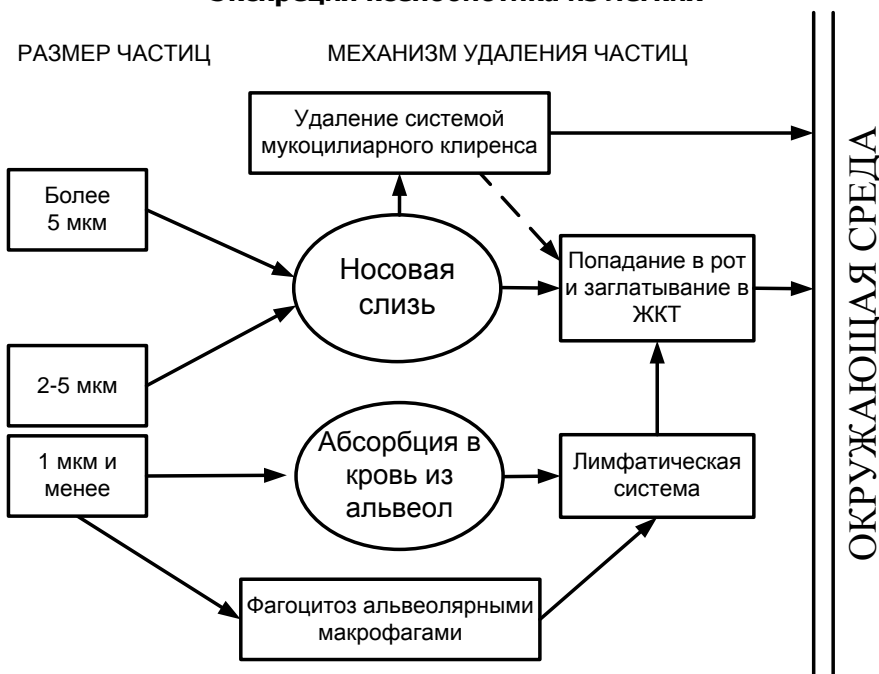 РАЗМЕР ЧАСТИЦ
МЕХАНИЗМ УДАЛЕНИЯ ЧАСТИЦ
Удаление системой
мукоцилиарного клиренса
Более
5 мкм
Носовая
слизь
Попадание в рот
и заглатывание в
ЖКТ
2-5 мкм
1 мкм и
менее
Абсорбция в
кровь из
альвеол
Лимфатическая
система
Фагоцитоз альвеолярными
макрофагами
ОКРУЖАЮЩАЯ СРЕДА